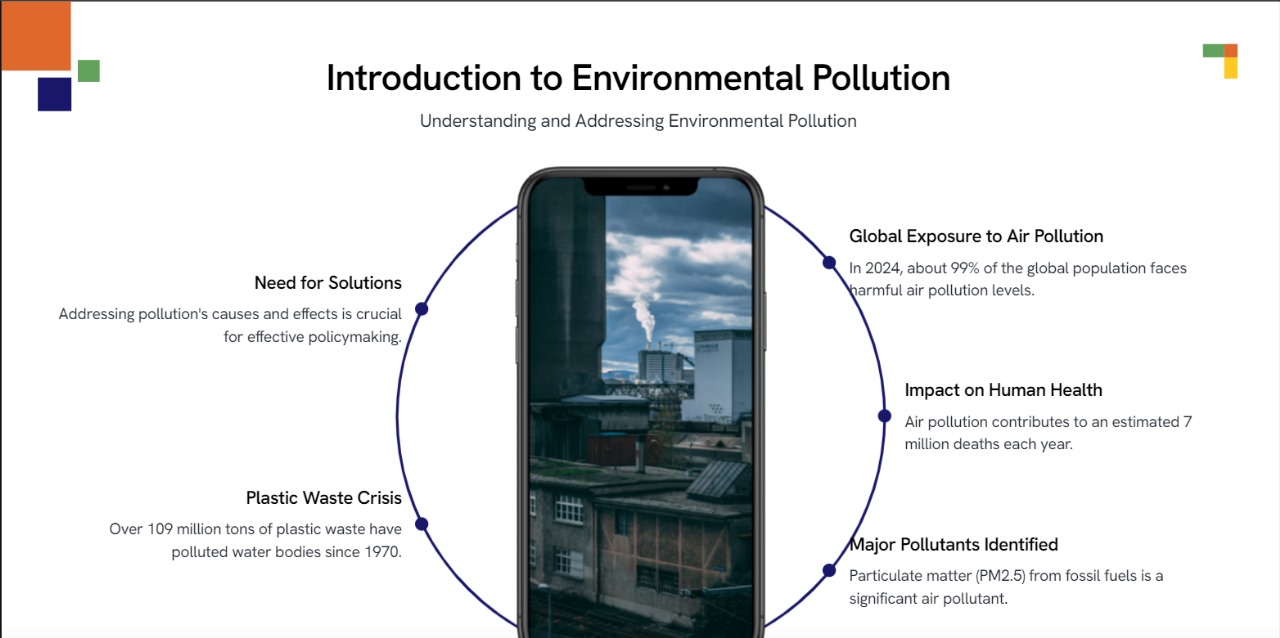 Introduction to Environmental Pollution
Understanding and Addressing Environmental Pollution
Need for Solutions
Addressing pollution's causes and effects is crucial
for effective policymaking.
Plastic Waste Crisis
Over 109 million tons of plastic waste have
polluted water bodies since 1970.
Global Exposure to Air Pollution
In 2024, about 99% of the global population faces
harmful air pollution levels.
Impact on Human Health
Air pollution contributes to an estimated 7
million deaths each year.
Major Pollutants Identified
Particulate matter (PM2.5) from fossil fuels is a
significant air pollutant.